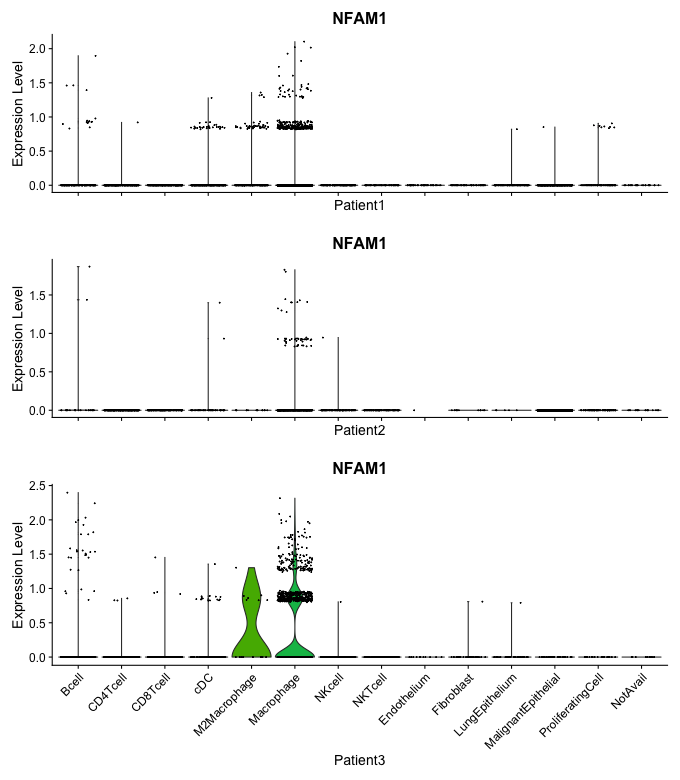 NFAM1
Expression Level
2.0
1.5
1.0
0.5
0.0
Patient1
NFAM1
Expression Level
1.5
1.0
0.5
0.0
Patient2
NFAM1
Expression Level
2.5
2.0
1.5
1.0
0.5
0.0
Bcell
CD4Tcell
CD8Tcell
cDC
M2Macrophage
Macrophage
NKcell
NKTcell
Endothelium
Fibroblast
LungEpithelium
MalignantEpithelial
ProliferatingCell
NotAvail
Patient3